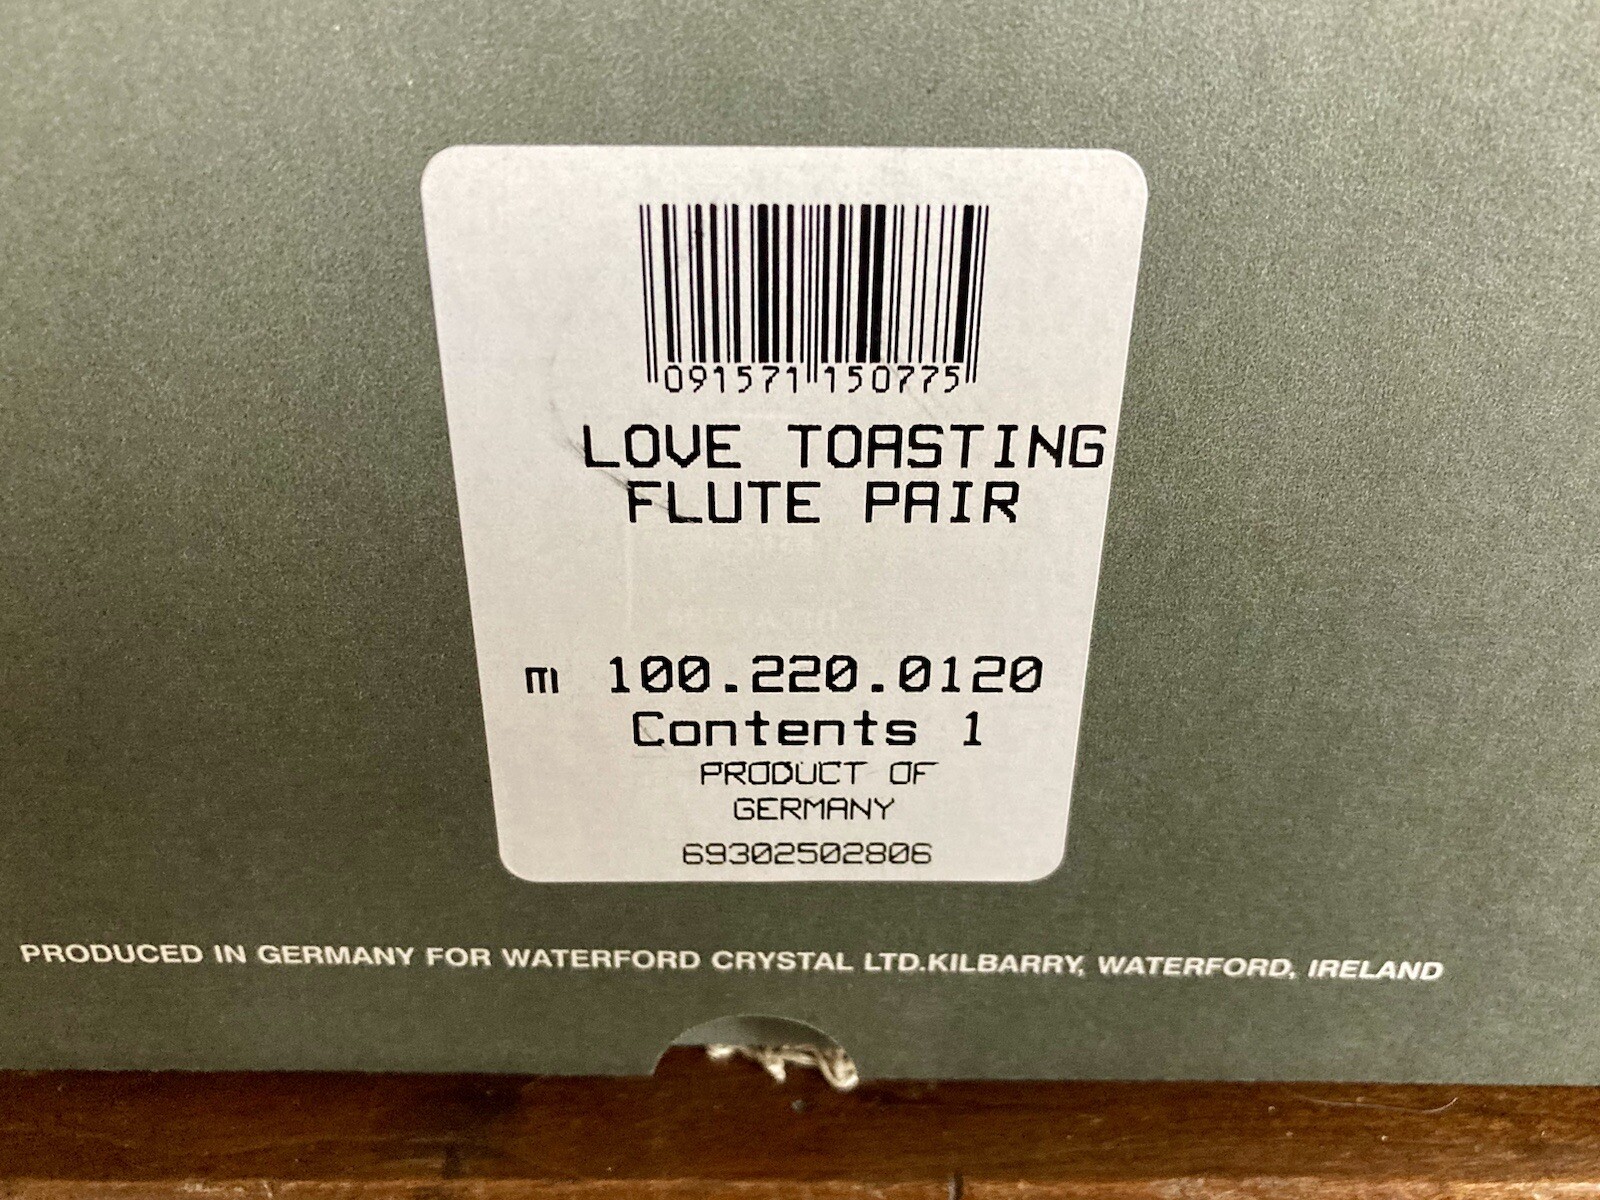 091571 150775
LOVE TOASTING
FLUTE PAIR
m 100.220.0120
Contents 1
PRODUCT OF
GERMANY
69302502806
PRODUCED IN GERMANY FOR WATERFORD CRYSTAL LTD.KILBARRY, WATERFORD, IRELAND